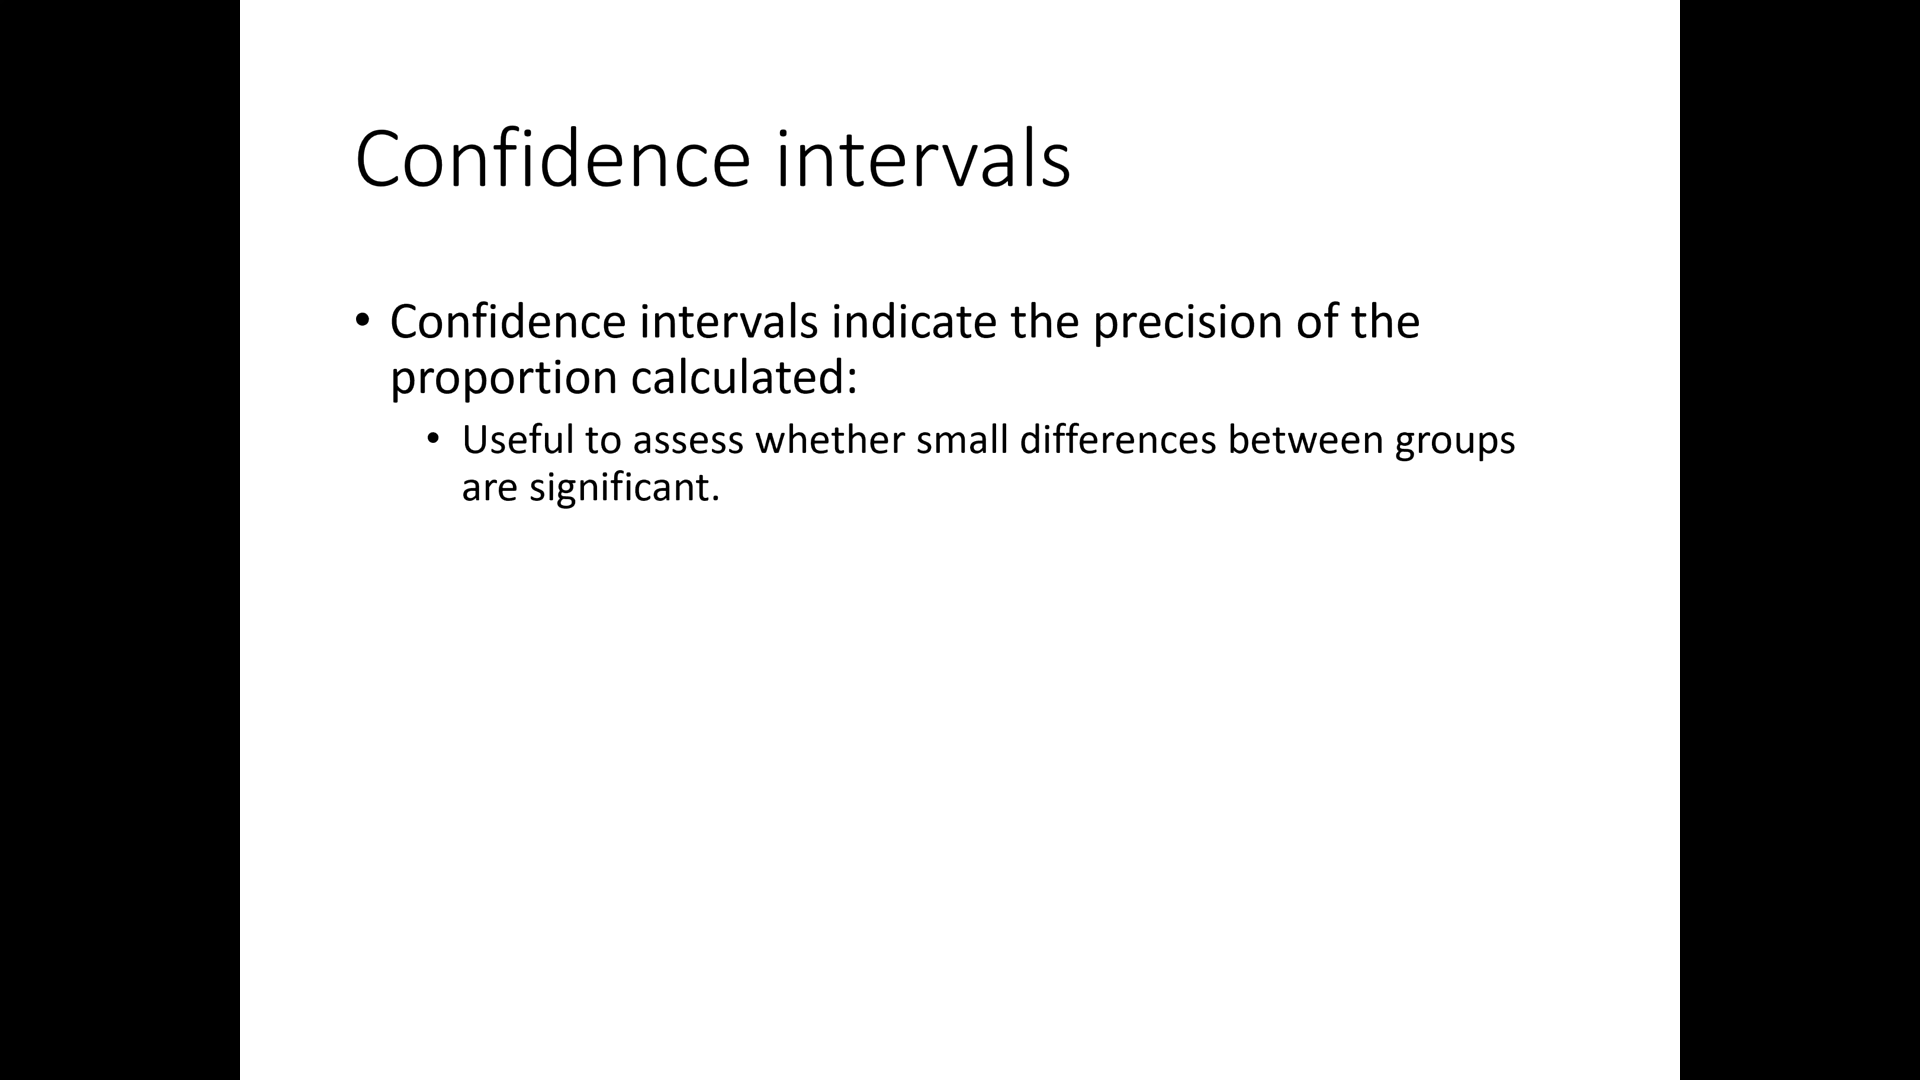 Confidence intervals
• Confidence intervals indicate the precision of the
proportion calculated:
• Useful to assess whether small differences between groups
are significant.